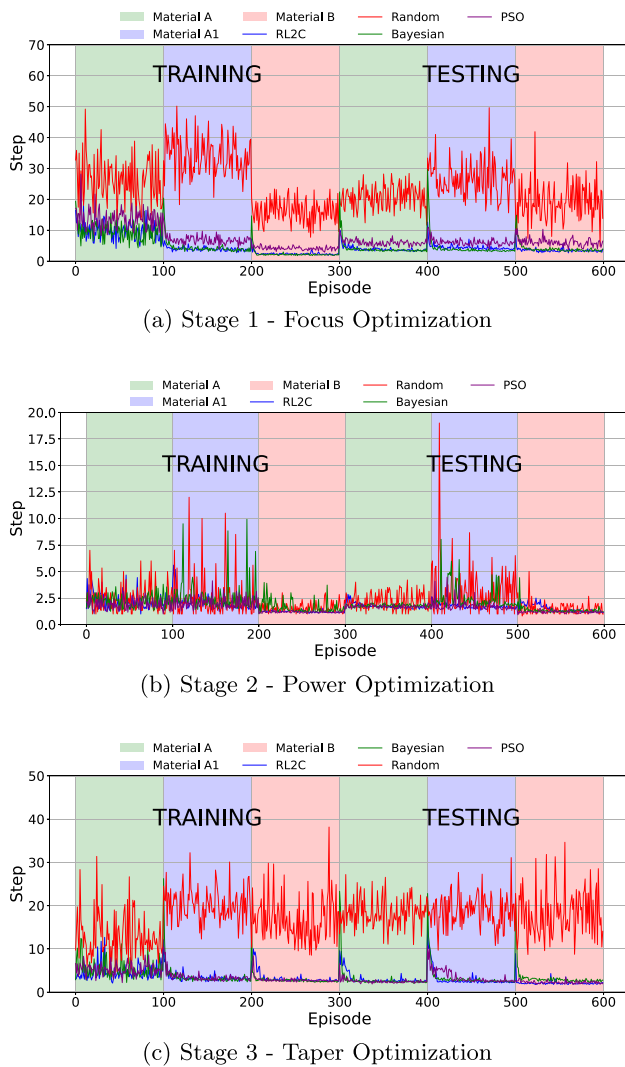 Material A Material B Random PSO
Material A1 RL2C Bayesian
70
60
50
40
30
20
10
0
Step
TRAINING TESTING
0 100 200 300 400 500 600
Episode
(a) Stage 1 - Focus Optimization
Material A Material B Random PSO
Material A1 RL2C Bayesian
20.0
17.5
15.0
12.5
10.0
7.5
5.0
2.5
0.0
Step
TRAINING TESTING
0 100 200 300 400 500 600
Episode
(b) Stage 2 - Power Optimization
Material A Material B Bayesian PSO
Material A1 RL2C Random
50
40
30
20
10
0
Step
TRAINING TESTING
0 100 200 300 400 500 600
Episode
(c) Stage 3 - Taper Optimization